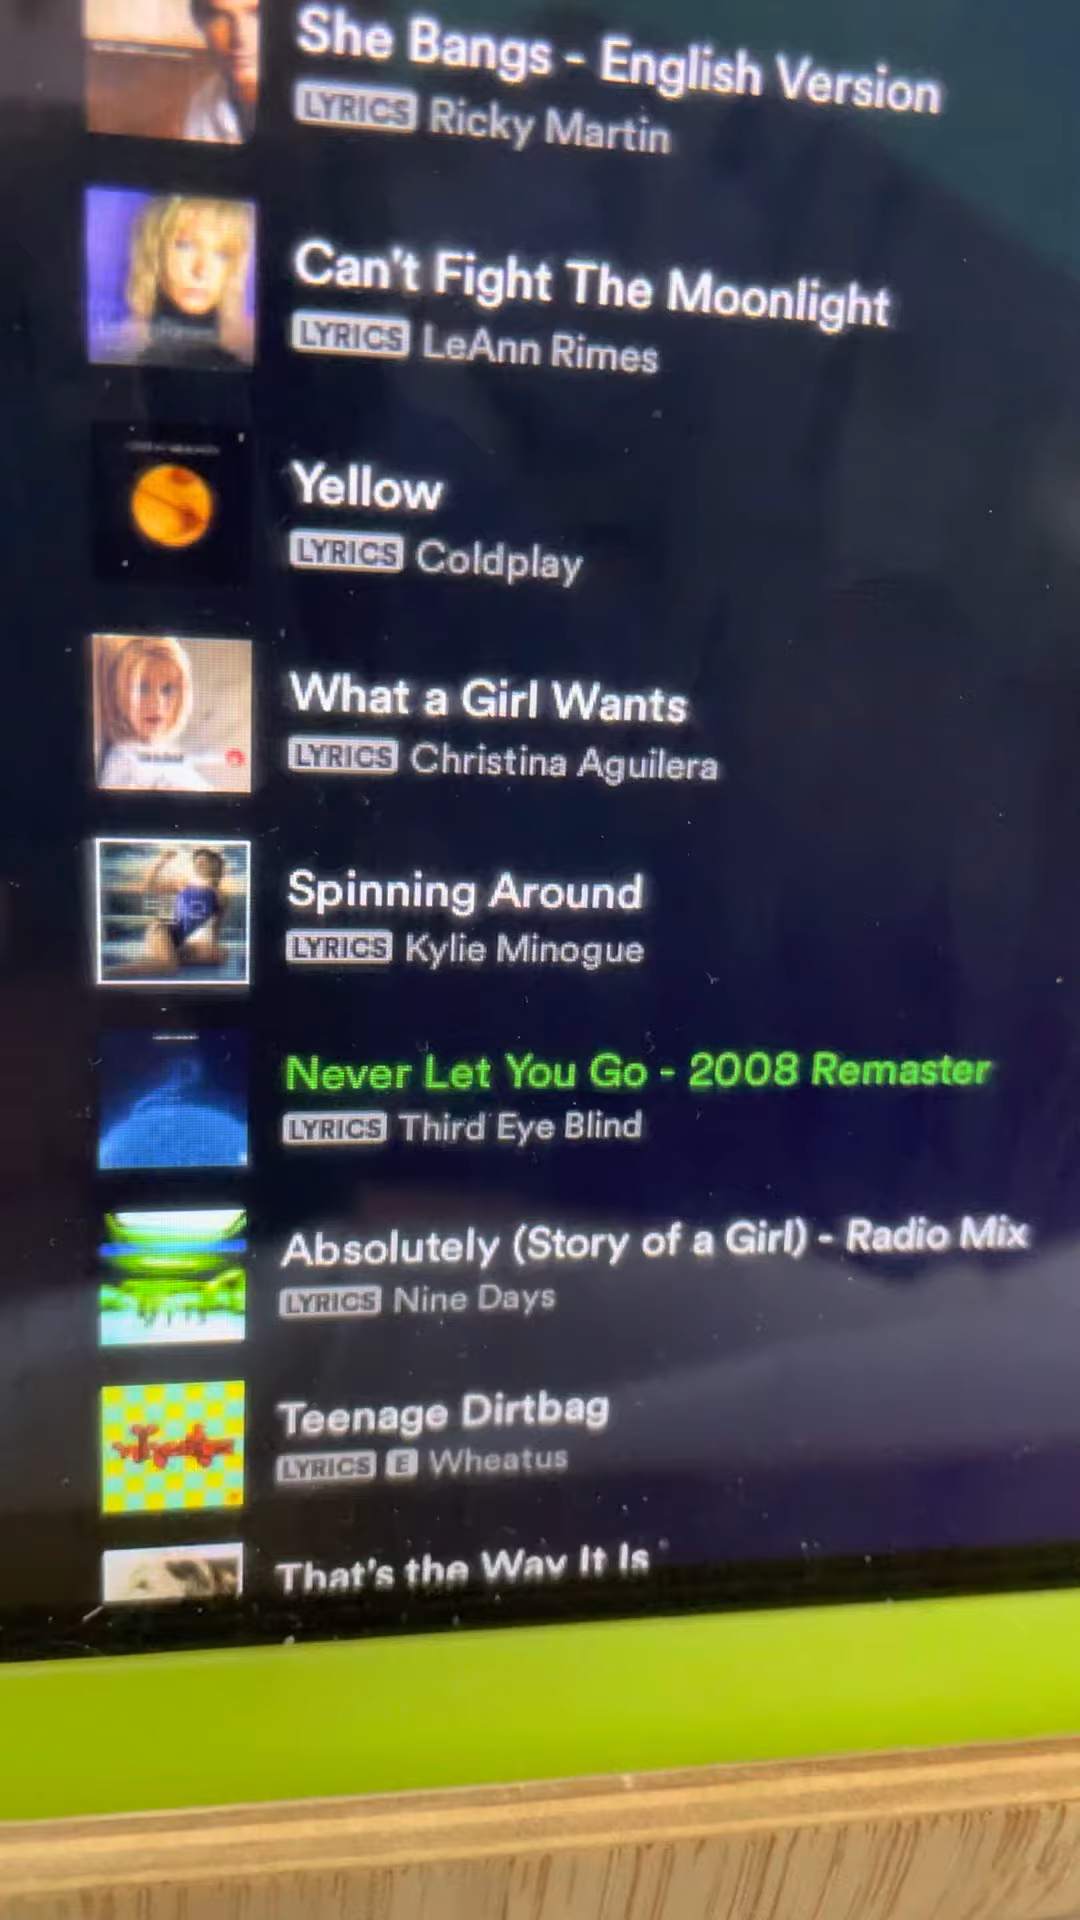 She Bangs - English Version
LYRICS Ricky Martin
Can't Fight The Moonlight
LYRICS LeAnn Rimes
Yellow
LYRICS Coldplay
What a Girl Wants
LYRICS Christina Aguilera
Spinning Around
LYRICS Kylie Minogue
Never Let You Go - 2008 Remaster
LYRICS Third Eye Blind
Absolutely (Story of a Girl) - Radio Mix
LYRICS Nine Days
Teenage Dirtbag
LYRICS E Wheatus
That's the Way It Is